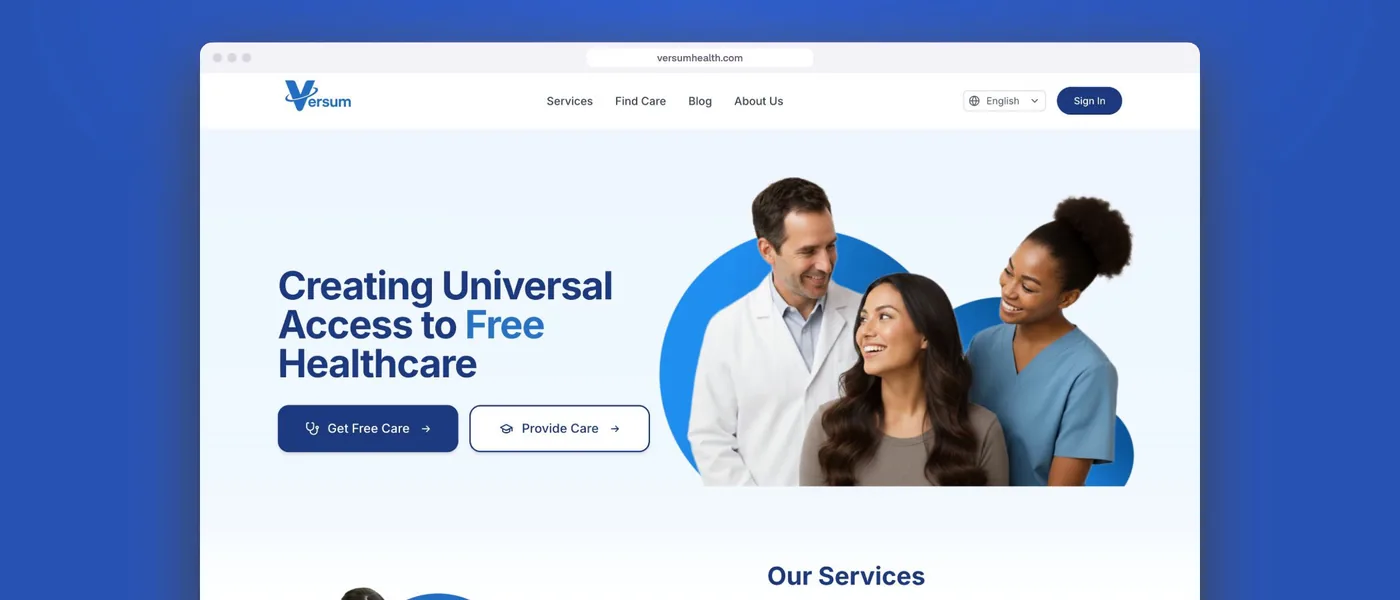 versumhealth.com
Versum
Services
Find Care
Blog
About Us
English
Sign In
Creating Universal
Access to Free
Healthcare
Get Free Care →
Provide Care →
Our Services